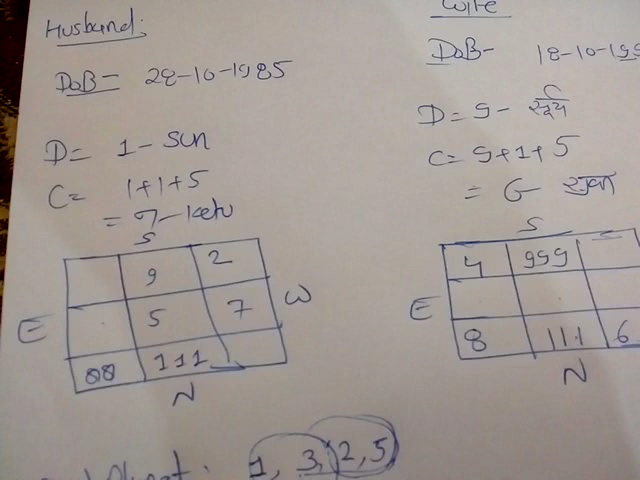 Husband:
DOB= 28-10-1985
D= 1 - Sun
C= 1+1+5
= 7 - Ketu
S
9 2
E 5 7 W
88 111
N
Wife
DOB- 18-10-199
D= 9 -
C= 9+1+5
= 6 -
S
4 999
E
8 111 6
N
1, 3, 2, 5